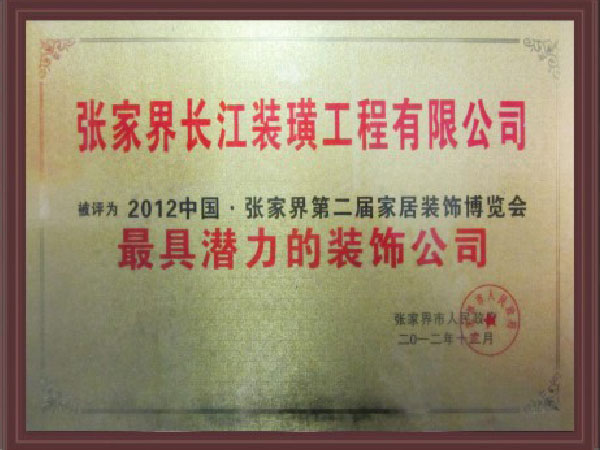 张家界长江装璜工程有限公司
被评为 2012中国·张家界第二届家居装饰博览会
最具潜力的装饰公司
张家界市人民政府
二〇一二年十二月